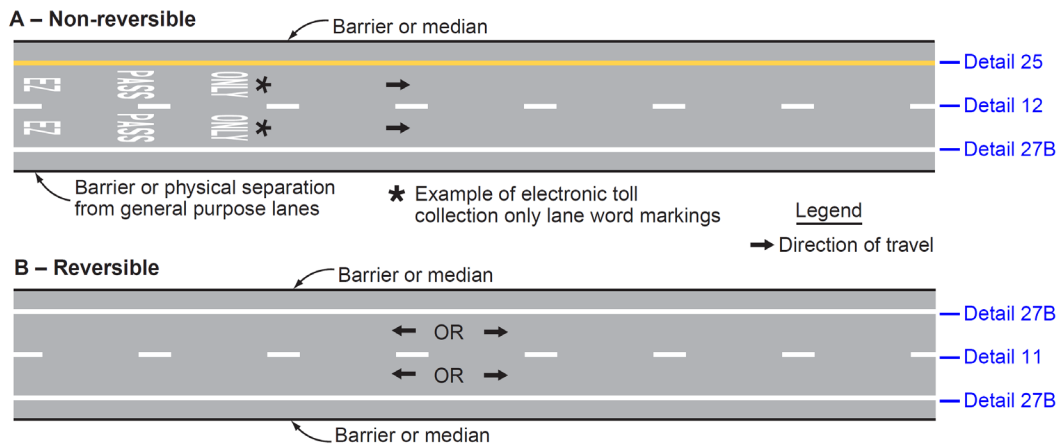 A – Non-reversible
Barrier or median
Detail 25
EZ PASS ONLY *
Detail 12
EZ PASS ONLY *
Detail 27B
Barrier or physical separation
from general purpose lanes
* Example of electronic toll
collection only lane word markings
Legend
Direction of travel
B – Reversible
Barrier or median
Detail 27B
OR
Detail 11
OR
Detail 27B
Barrier or median